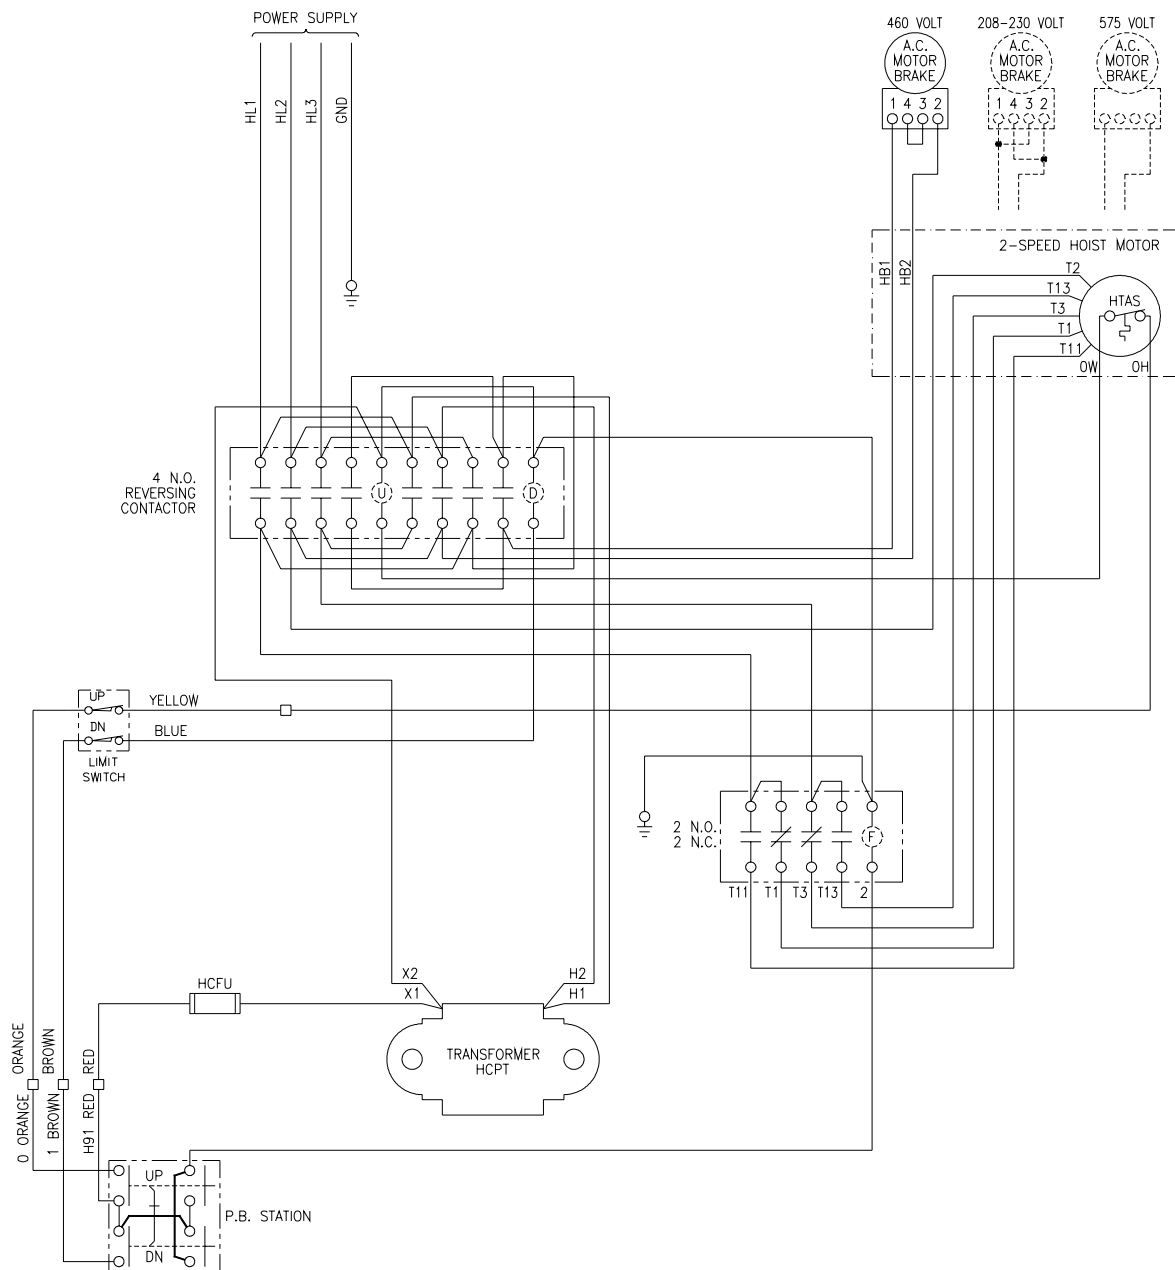 POWER SUPPLY
HL1
HL2
HL3
GND
460 VOLT
A.C.
MOTOR
BRAKE
1 4 3 2
208-230 VOLT
A.C.
MOTOR
BRAKE
1 4 3 2
575 VOLT
A.C.
MOTOR
BRAKE
2-SPEED HOIST MOTOR
HB1
HB2
T2
T13
T3
T1
T11
HTAS
OW
OH
4 N.O.
REVERSING
CONTACTOR
U
D
UP
YELLOW
DN
BLUE
LIMIT
SWITCH
2 N.O.
2 N.C.
F
T11
T1
T3
T13
2
X2
X1
H2
H1
HCFU
TRANSFORMER
HCPT
ORANGE
BROWN
RED
0 ORANGE
1 BROWN
H91 RED
UP
P.B. STATION
DN